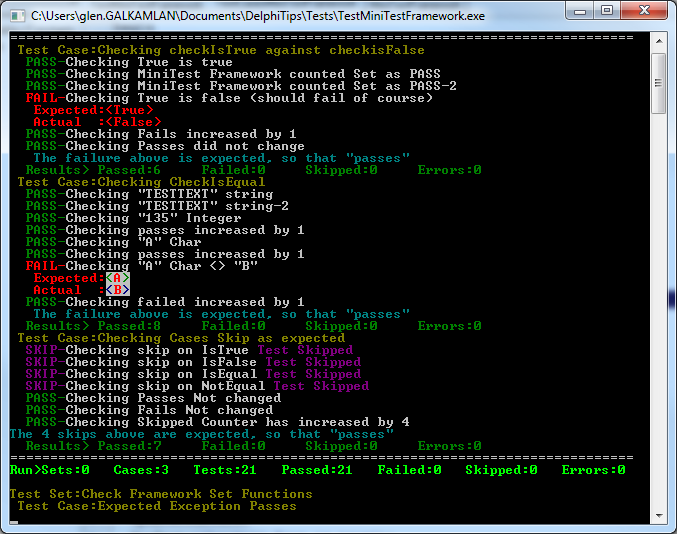 C:\Users\glen.GALKAMLAN\Documents\DelphiTips\Tests\TestMiniTestFramework.exe
==============================================================================
Test Case:Checking checkIsTrue against checkisFalse
PASS-Checking True is true
PASS-Checking MiniTest Framework counted Set as PASS
PASS-Checking MiniTest Framework counted Set as PASS-2
FAIL-Checking True is false (should fail of course)
Expected:<True>
Actual  :<False>
PASS-Checking Fails increased by 1
PASS-Checking Passes did not change
The failure above is expected, so that "passes"
Results> Passed:6    Failed:0    Skipped:0    Errors:0
Test Case:Checking CheckIsEqual
PASS-Checking "TESTTEXT" string
PASS-Checking "TESTTEXT" string-2
PASS-Checking "135" Integer
PASS-Checking passes increased by 1
PASS-Checking "A" Char
PASS-Checking passes increased by 1
FAIL-Checking "A" Char <> "B"
Expected:<A>
Actual  :<B>
PASS-Checking failed increased by 1
The failure above is expected, so that "passes"
Results> Passed:8    Failed:0    Skipped:0    Errors:0
Test Case:Checking Cases Skip as expected
SKIP-Checking skip on IsTrue Test Skipped
SKIP-Checking skip on IsFalse Test Skipped
SKIP-Checking skip on IsEqual Test Skipped
SKIP-Checking skip on NotEqual Test Skipped
PASS-Checking Passes Not changed
PASS-Checking Fails Not changed
PASS-Checking Skipped Counter has increased by 4
The 4 skips above are expected, so that "passes"
Results> Passed:7    Failed:0    Skipped:0    Errors:0
==============================================================================
Run>Sets:0   Cases:3   Tests:21   Passed:21   Failed:0   Skipped:0   Errors:0
Test Set:Check Framework Set Functions
Test Case:Expected Exception Passes